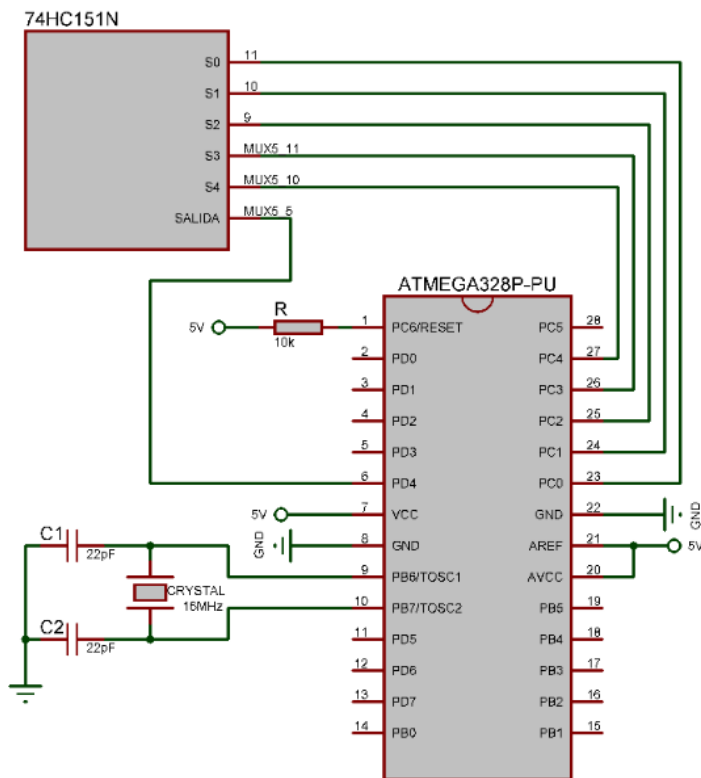 74HC151N
S0 11
S1 10
S2 9
S3 MUX5_11
S4 MUX5_10
SALIDA MUX5_5
ATMEGA328P-PU
R
5V
10k
1 PC6/RESET PC5 28
2 PD0 PC4 27
3 PD1 PC3 26
4 PD2 PC2 25
5 PD3 PC1 24
6 PD4 PC0 23
5V 7 VCC GND 22 GND
GND 8 GND AREF 21 5V
9 PB6/TOSC1 AVCC 20
10 PB7/TOSC2 PB5 19
11 PD5 PB4 18
12 PD6 PB3 17
13 PD7 PB2 16
14 PB0 PB1 15
C1
22pF
CRYSTAL
16MHz
C2
22pF